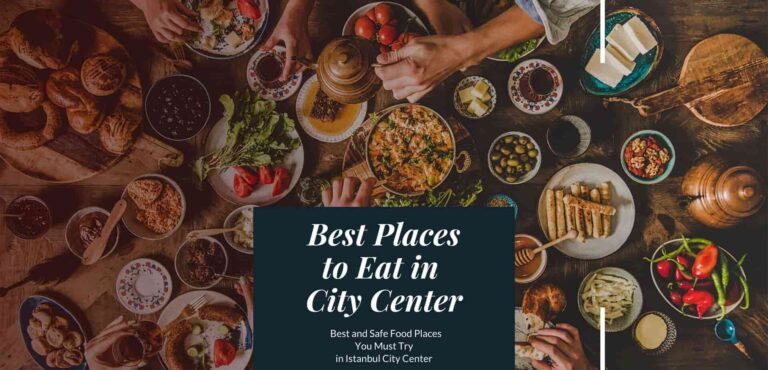 Best Places
to Eat in
City Center
Best and Safe Food Places
You Must Try
in Istanbul City Center